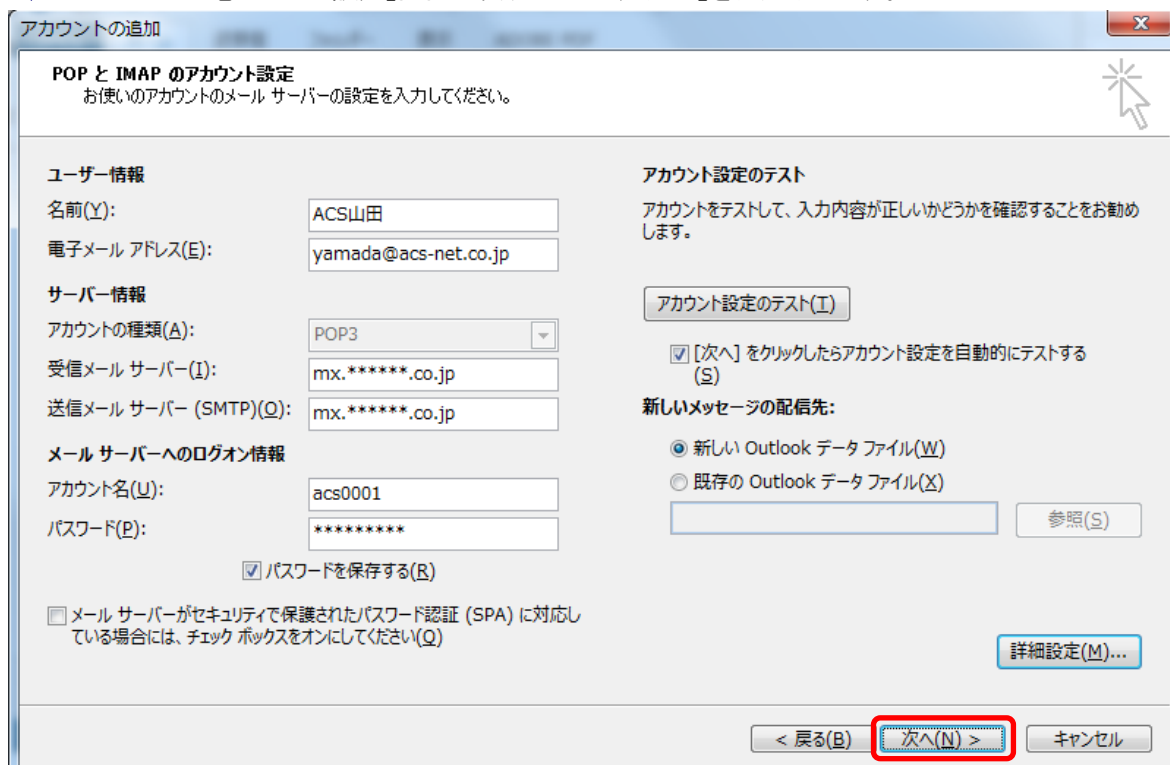 アカウントの追加
POP と IMAP のアカウント設定
お使いのアカウントのメール サーバーの設定を入力してください。
ユーザー情報
名前(Y):
ACS山田
電子メール アドレス(E):
yamada@acs-net.co.jp
サーバー情報
アカウントの種類(A):
POP3
受信メール サーバー(I):
mx.******.co.jp
送信メール サーバー (SMTP)(O):
mx.******.co.jp
メール サーバーへのログオン情報
アカウント名(U):
acs0001
パスワード(P):
*********
パスワードを保存する(R)
メール サーバーがセキュリティで保護されたパスワード認証 (SPA) に対応し
ている場合には、チェック ボックスをオンにしてください(Q)
アカウント設定のテスト
アカウントをテストして、入力内容が正しいかどうかを確認することをお勧め
します。
アカウント設定のテスト(T)
[次へ] をクリックしたらアカウント設定を自動的にテストする
(S)
新しいメッセージの配信先:
新しい Outlook データ ファイル(W)
既存の Outlook データ ファイル(X)
参照(S)
詳細設定(M)...
< 戻る(B)
次へ(N) >
キャンセル